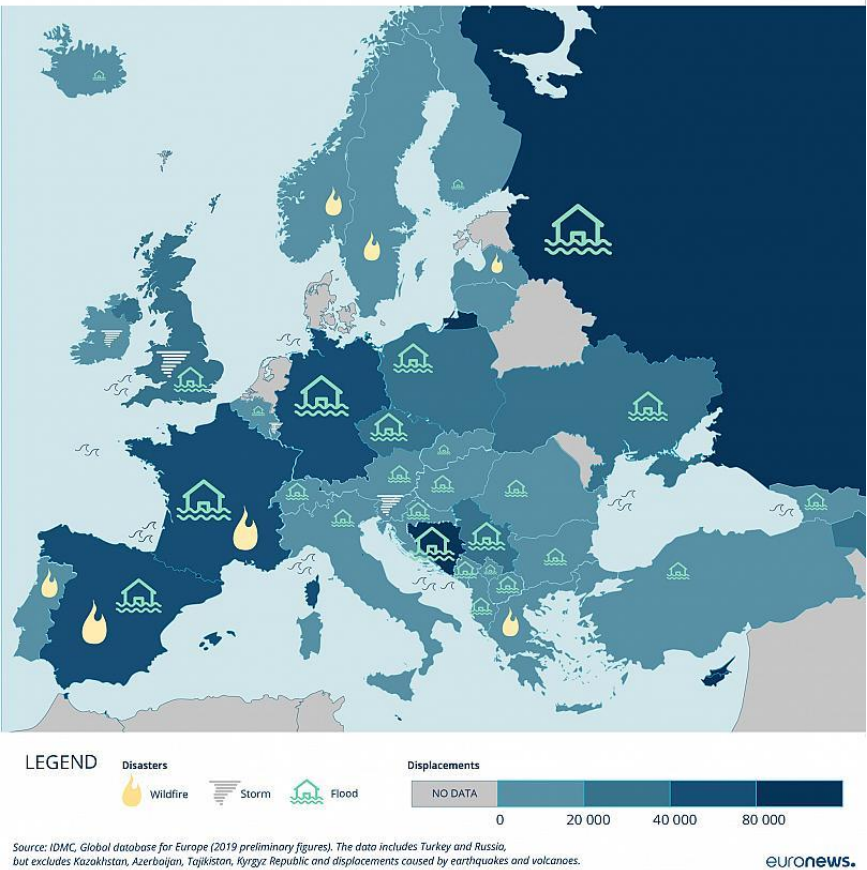 LEGEND
Disasters
Wildfire
Storm
Flood
Displacements
NO DATA
0
20 000
40 000
80 000
Source: IDMC, Global database for Europe (2019 preliminary figures). The data includes Turkey and Russia,
but excludes Kazakhstan, Azerbaijan, Tajikistan, Kyrgyz Republic and displacements caused by earthquakes and volcanoes.
euronews.